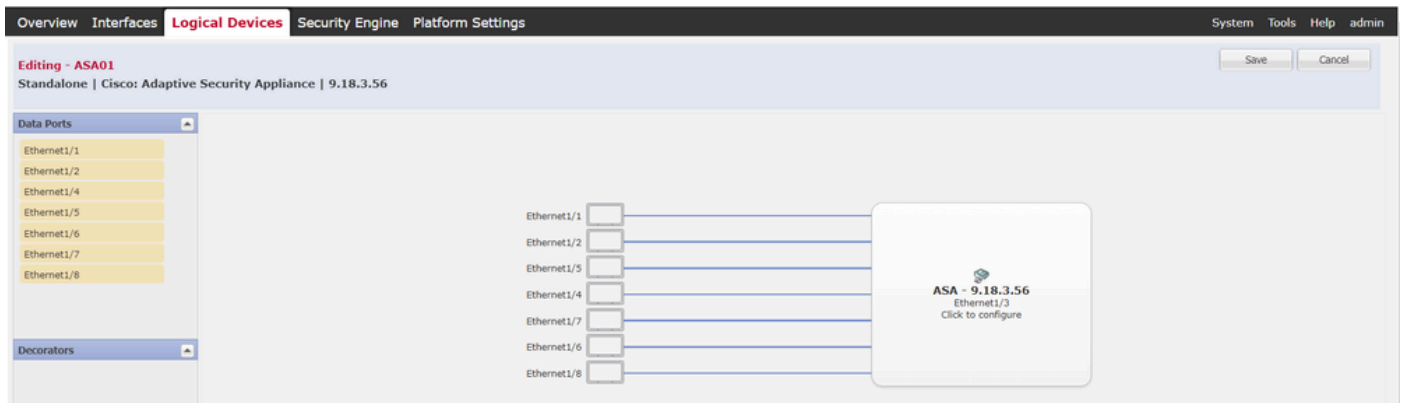 Overview Interfaces Logical Devices Security Engine Platform Settings System Tools Help admin
Editing - ASA01
Standalone | Cisco: Adaptive Security Appliance | 9.18.3.56
Save Cancel
Data Ports
Ethernet1/1
Ethernet1/2
Ethernet1/4
Ethernet1/5
Ethernet1/6
Ethernet1/7
Ethernet1/8
Decorators
Ethernet1/1
Ethernet1/2
Ethernet1/5
Ethernet1/4
Ethernet1/7
Ethernet1/6
Ethernet1/8
ASA - 9.18.3.56
Ethernet1/3
Click to configure